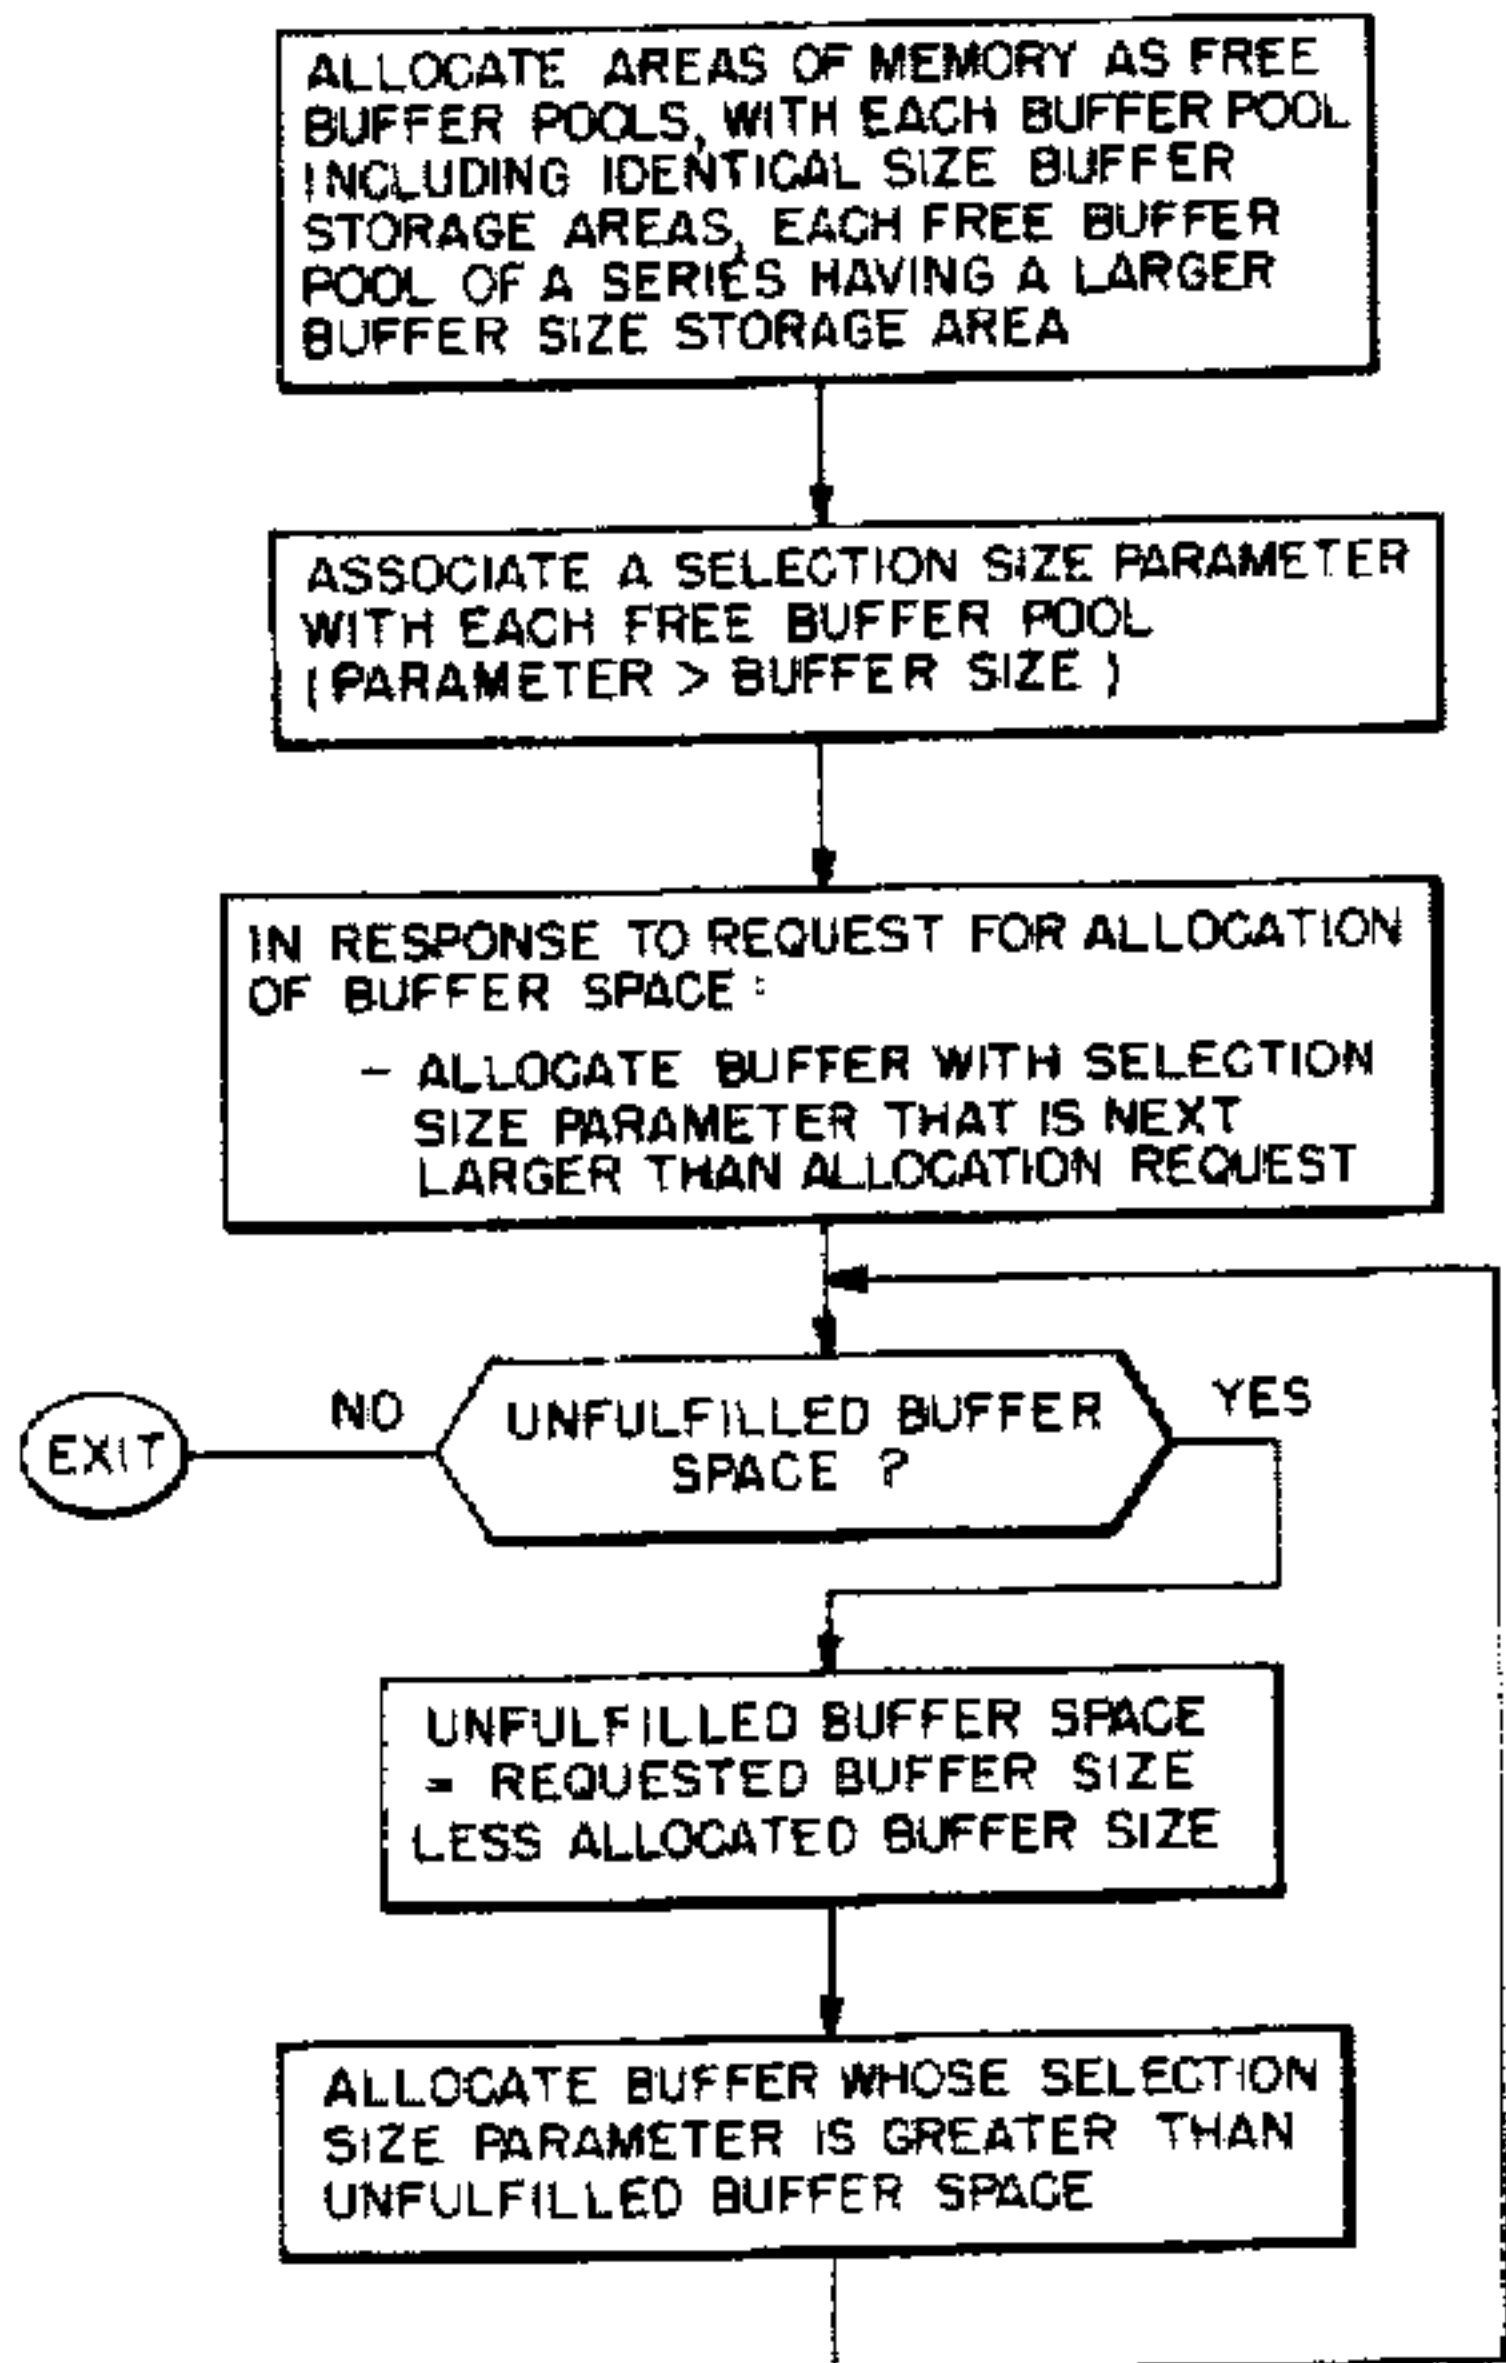 ALLOCATE AREAS OF MEMORY AS FREE
BUFFER POOLS, WITH EACH BUFFER POOL
INCLUDING IDENTICAL SIZE BUFFER
STORAGE AREAS, EACH FREE BUFFER
POOL OF A SERIES HAVING A LARGER
BUFFER SIZE STORAGE AREA
ASSOCIATE A SELECTION SIZE PARAMETER
WITH EACH FREE BUFFER POOL
(PARAMETER > BUFFER SIZE)
IN RESPONSE TO REQUEST FOR ALLOCATION
OF BUFFER SPACE:
- ALLOCATE BUFFER WITH SELECTION
SIZE PARAMETER THAT IS NEXT
LARGER THAN ALLOCATION REQUEST
EXIT
NO
UNFULFILLED BUFFER
SPACE ?
YES
UNFULFILLED BUFFER SPACE
= REQUESTED BUFFER SIZE
LESS ALLOCATED BUFFER SIZE
ALLOCATE BUFFER WHOSE SELECTION
SIZE PARAMETER IS GREATER THAN
UNFULFILLED BUFFER SPACE